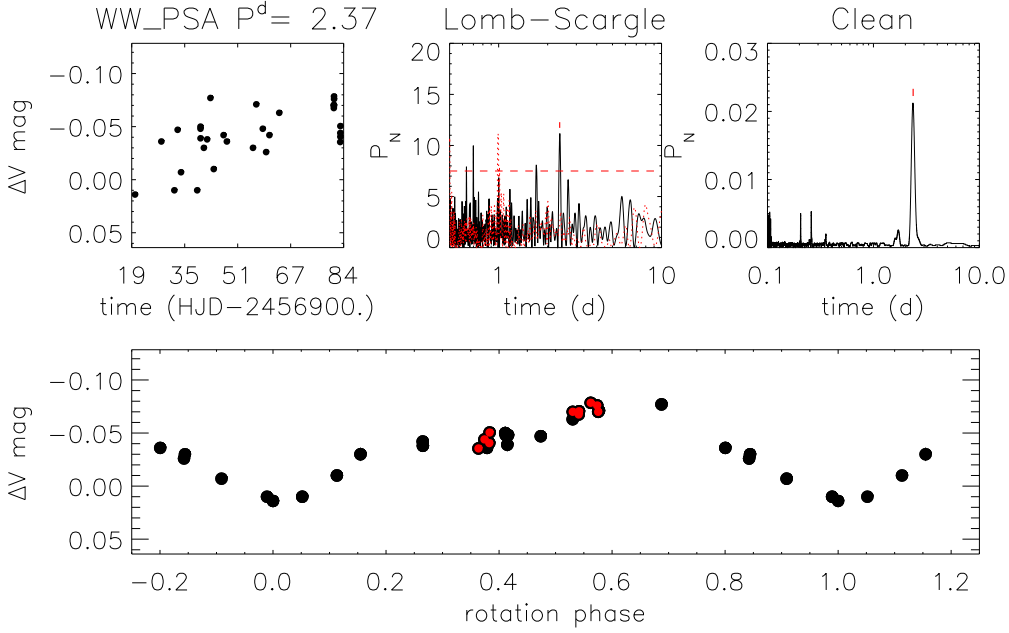 WW_PSA P^d= 2.37
Lomb-Scargle
Clean
ΔV mag
-0.10
-0.05
0.00
0.05
19 35 51 67 84
time (HJD-2456900.)
P_N
20
15
10
5
0
1 10
time (d)
P_N
0.03
0.02
0.01
0.00
0.1 1.0 10.0
time (d)
ΔV mag
-0.10
-0.05
0.00
0.05
-0.2 0.0 0.2 0.4 0.6 0.8 1.0 1.2
rotation phase